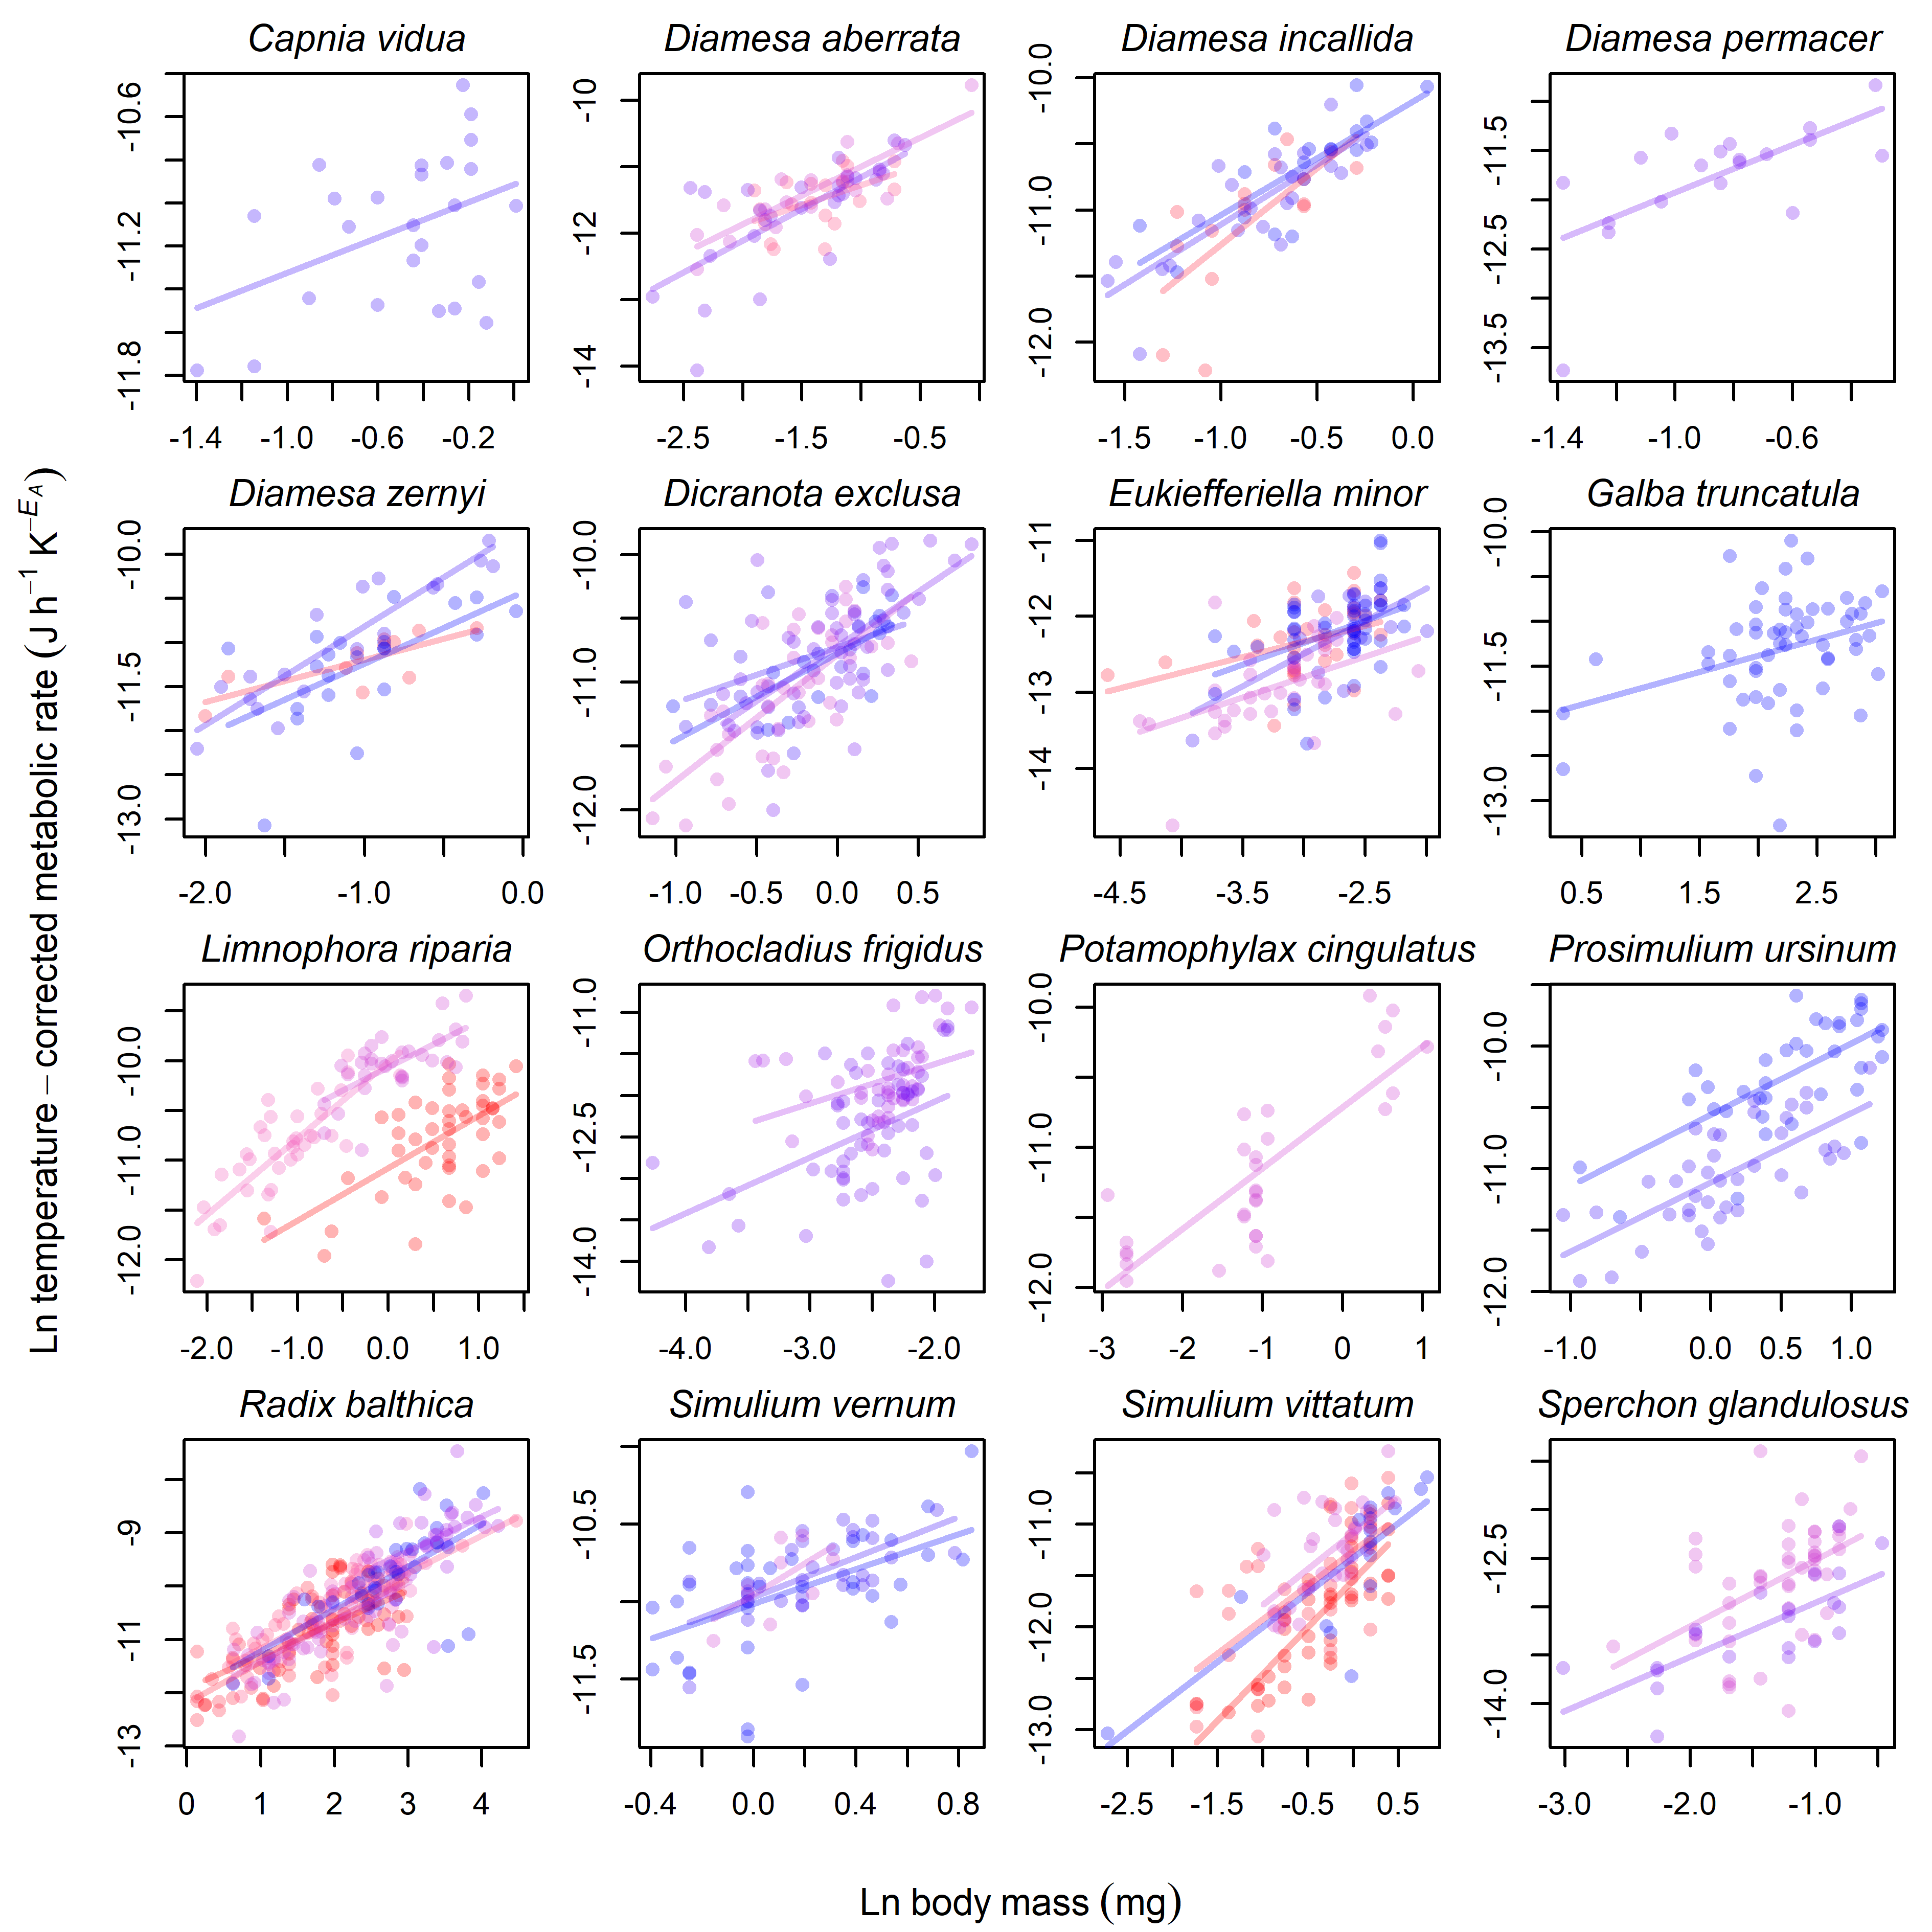 Capnia vidua Diamesa aberrata Diamesa incallida Diamesa permacer
-10.6 -11.2 -11.8
-1.4 -1.0 -0.6 -0.2
-10 -12 -14
-2.5 -1.5 -0.5
-10.0 -11.0 -12.0
-1.5 -1.0 -0.5 0.0
-11.5 -12.5 -13.5
-1.4 -1.0 -0.6
Diamesa zernyi Dicranota exclusa Eukiefferiella minor Galba truncatula
-10.0 -11.5 -13.0
-2.0 -1.0 0.0
-10.0 -11.0 -12.0
-1.0 -0.5 0.0 0.5
-11 -12 -13 -14
-4.5 -3.5 -2.5
-10.0 -11.5 -13.0
0.5 1.5 2.5
Limnophora riparia Orthocladius frigidus Potamophylax cingulatus Prosimulium ursinum
-10.0 -11.0 -12.0
-2.0 -1.0 0.0 1.0
-11.0 -12.5 -14.0
-4.0 -3.0 -2.0
-10.0 -11.0 -12.0
-3 -2 -1 0 1
-10.0 -11.0 -12.0
-1.0 0.0 0.5 1.0
Radix balthica Simulium vernum Simulium vittatum Sperchon glandulosus
-9 -11 -13
0 1 2 3 4
-10.5 -11.5
-0.4 0.0 0.4 0.8
-11.0 -12.0 -13.0
-2.5 -1.5 -0.5 0.5
-12.5 -14.0
-3.0 -2.0 -1.0
Ln temperature − corrected metabolic rate (J h−1 K−EA)
Ln body mass (mg)